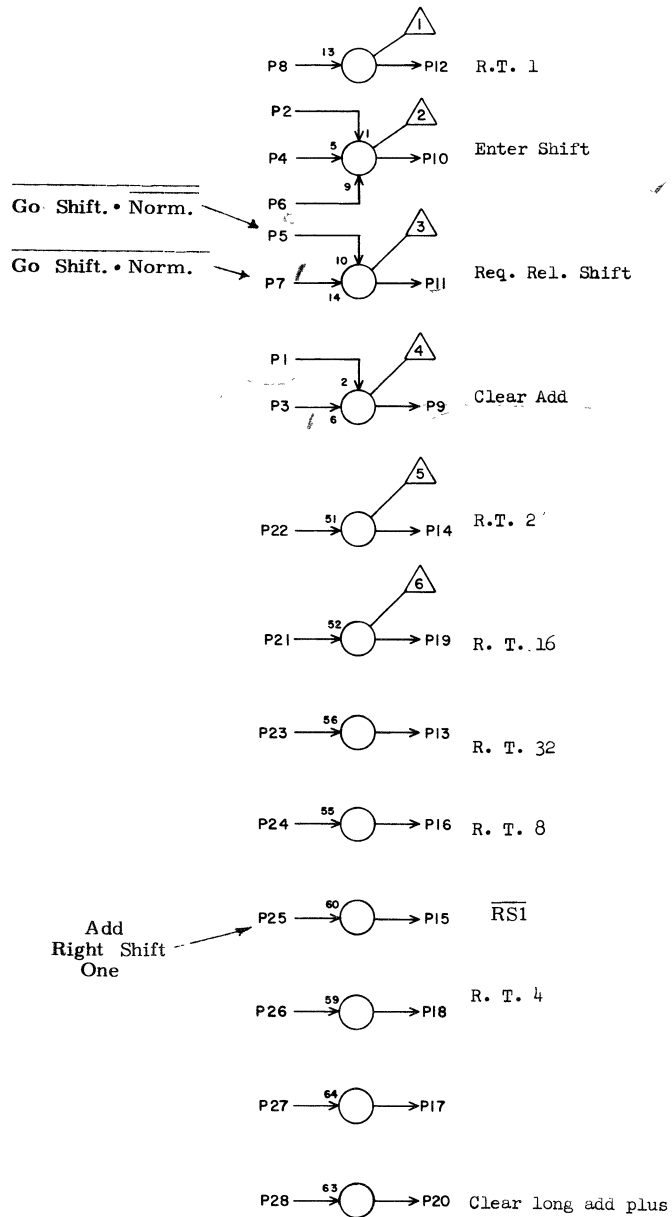 1
13
P8 P12 R.T. 1
P2
2
1
5
P4 P10 Enter Shift
9
P6
Go Shift. • Norm.
P5
3
Go Shift. • Norm.
10
P7 P11 Req. Rel. Shift
14
P1
4
2
P3 P9 Clear Add
6
5
51
P22 P14 R.T. 2
6
52
P21 P19 R. T. 16
56
P23 P13 R. T. 32
55
P24 P16 R. T. 8
60
P25 P15 RS1
Add
Right Shift
One
59
P26 P18 R. T. 4
64
P27 P17
63
P28 P20 Clear long add plus